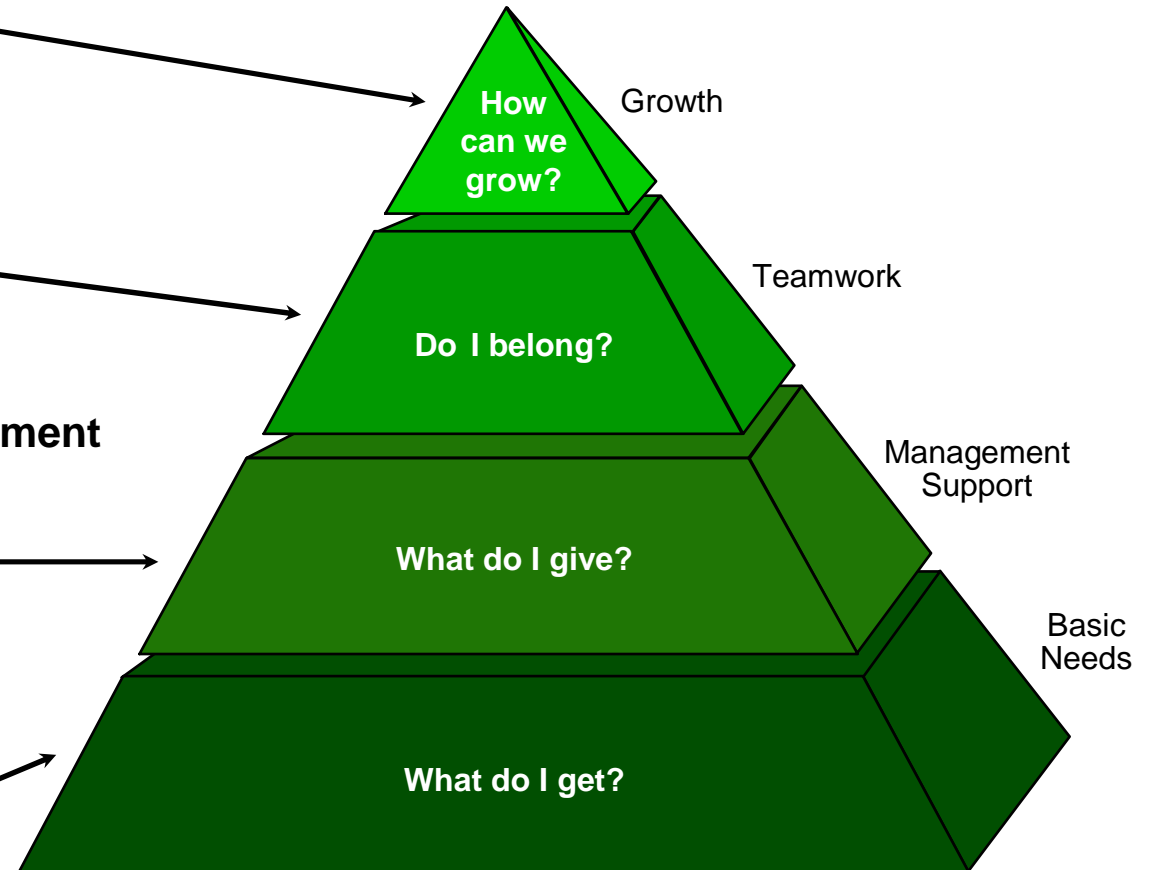 How
can we
grow?
Growth
Teamwork
Do I belong?
ment
Management
Support
What do I give?
Basic
Needs
What do I get?